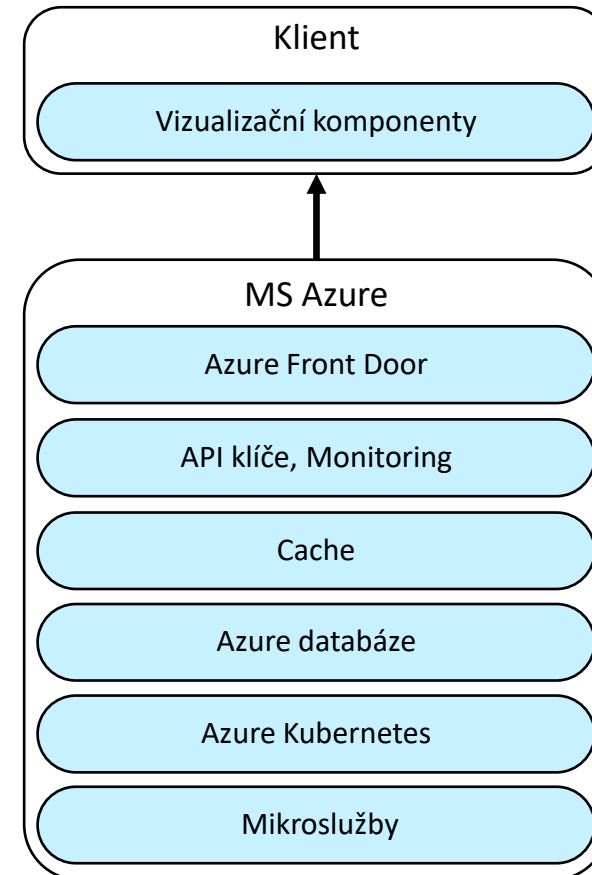 Klient
Vizualizační komponenty
MS Azure
Azure Front Door
API klíče, Monitoring
Cache
Azure databáze
Azure Kubernetes
Mikroslužby